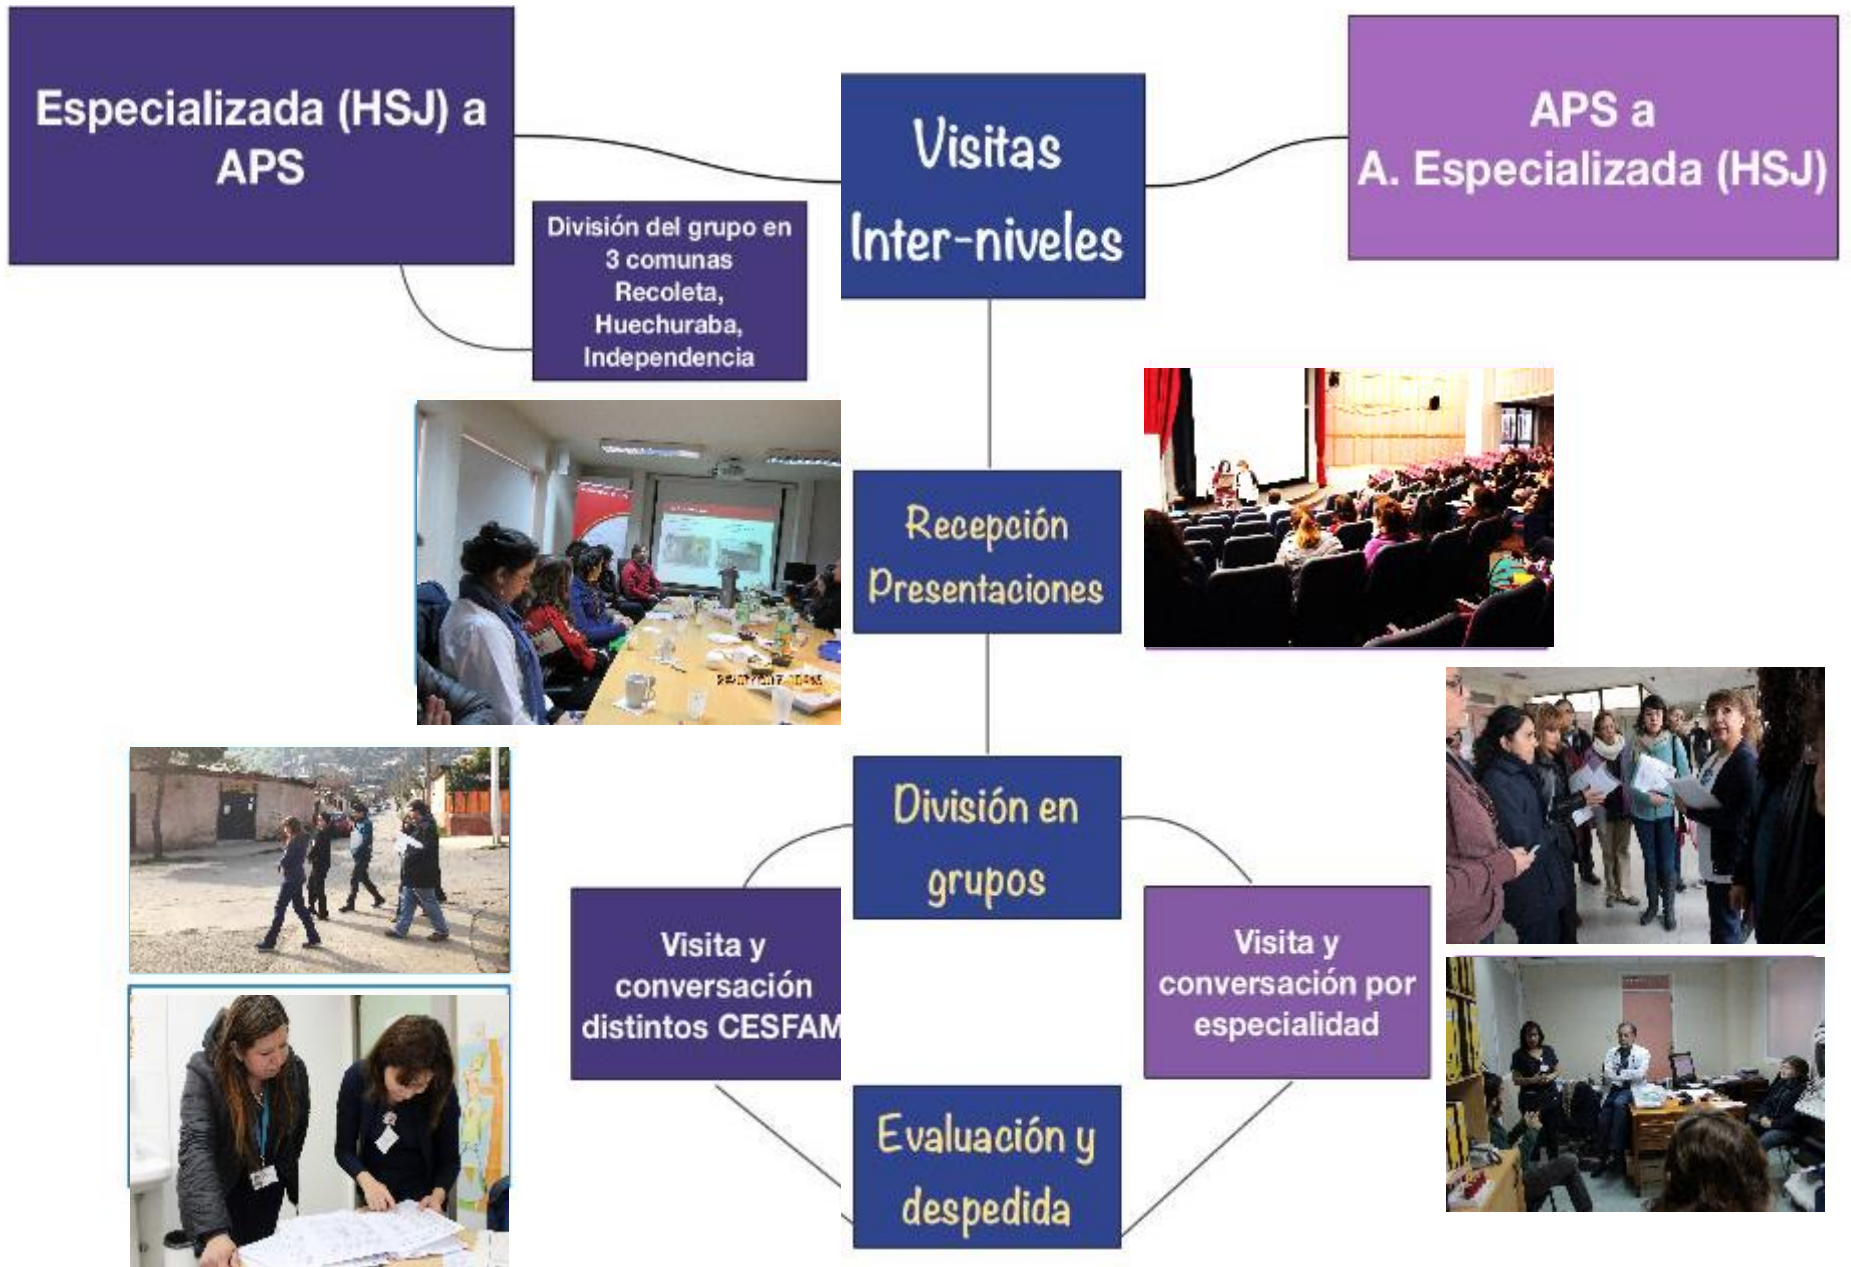 Especializada (HSJ) a
APS
Visitas
Inter-niveles
APS a
A. Especializada (HSJ)
División del grupo en
3 comunas
Recoleta,
Huechuraba,
Independencia
Recepción
Presentaciones
División en
grupos
Visita y
conversación
distintos CESFAM
Visita y
conversación por
especialidad
Evaluación y
despedida